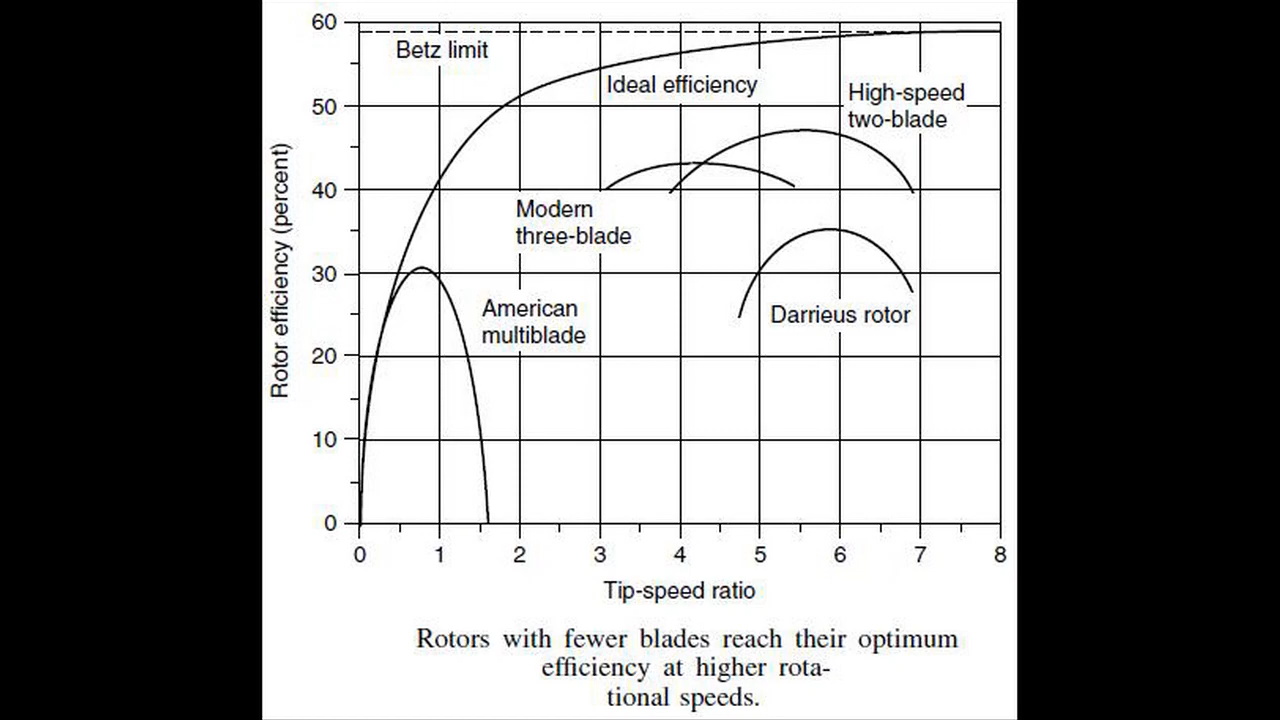 60
Betz limit
Ideal efficiency
High-speed
two-blade
50
40
Modern
three-blade
30
American
multiblade
Darrieus rotor
20
10
0
Rotor efficiency (percent)
0 1 2 3 4 5 6 7 8
Tip-speed ratio
Rotors with fewer blades reach their optimum
efficiency at higher rota-
tional speeds.